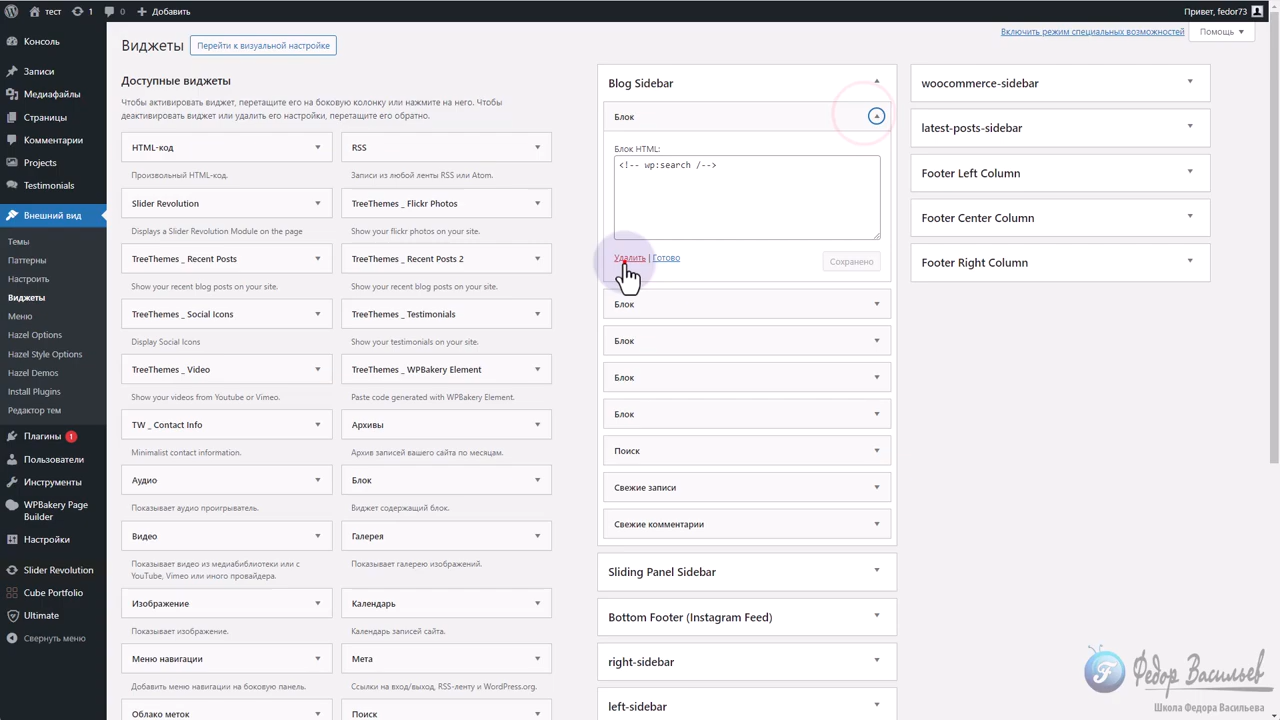 тест
1
0
Добавить
Привет, fedor73
Консоль
Записи
Медиафайлы
Страницы
Комментарии
Projects
Testimonials
Внешний вид
Темы
Паттерны
Настроить
Виджеты
Меню
Hazel Options
Hazel Style Options
Hazel Demos
Install Plugins
Редактор тем
Плагины 1
Пользователи
Инструменты
WPBakery Page
Builder
Настройки
Slider Revolution
Cube Portfolio
Ultimate
Свернуть меню
Включить режим специальных возможностей
Помощь
Виджеты
Перейти к визуальной настройке
Доступные виджеты
Чтобы активировать виджет, перетащите его на боковую колонку или нажмите на него. Чтобы
деактивировать виджет или удалить его настройки, перетащите его обратно.
HTML-код
RSS
Произвольный HTML-код.
Записи из любой ленты RSS или Atom.
Slider Revolution
TreeThemes _ Flickr Photos
Displays a Slider Revolution Module on the page
Show your flickr photos on your site.
TreeThemes _ Recent Posts
TreeThemes _ Recent Posts 2
Show your recent blog posts on your site.
Show your recent blog posts on your site.
TreeThemes _ Social Icons
TreeThemes _ Testimonials
Display Social Icons
Show your testimonials on your site.
TreeThemes _ Video
TreeThemes _ WPBakery Element
Show your videos from Youtube or Vimeo.
Paste code generated with WPBakery Element.
TW _ Contact Info
Архивы
Minimalist contact information.
Архив записей вашего сайта по месяцам.
Аудио
Блок
Показывает аудио проигрыватель.
Виджет содержащий блок.
Видео
Галерея
Показывает видео из медиабиблиотеки или с
YouTube, Vimeo или иного провайдера.
Показывает галерею изображений.
Изображение
Календарь
Показывает изображение.
Календарь записей сайта.
Меню навигации
Мета
Добавить меню навигации на боковую панель.
Ссылки на вход/выход, RSS-ленту и WordPress.org.
Облако меток
Поиск
Blog Sidebar
Блок
Блок HTML:
<!-- wp:search /-->
Удалить | Готово
Сохранено
Блок
Блок
Блок
Блок
Поиск
Свежие записи
Свежие комментарии
Sliding Panel Sidebar
Bottom Footer (Instagram Feed)
right-sidebar
left-sidebar
woocommerce-sidebar
latest-posts-sidebar
Footer Left Column
Footer Center Column
Footer Right Column
F
Федор Васильев
Школа Федора Васильева